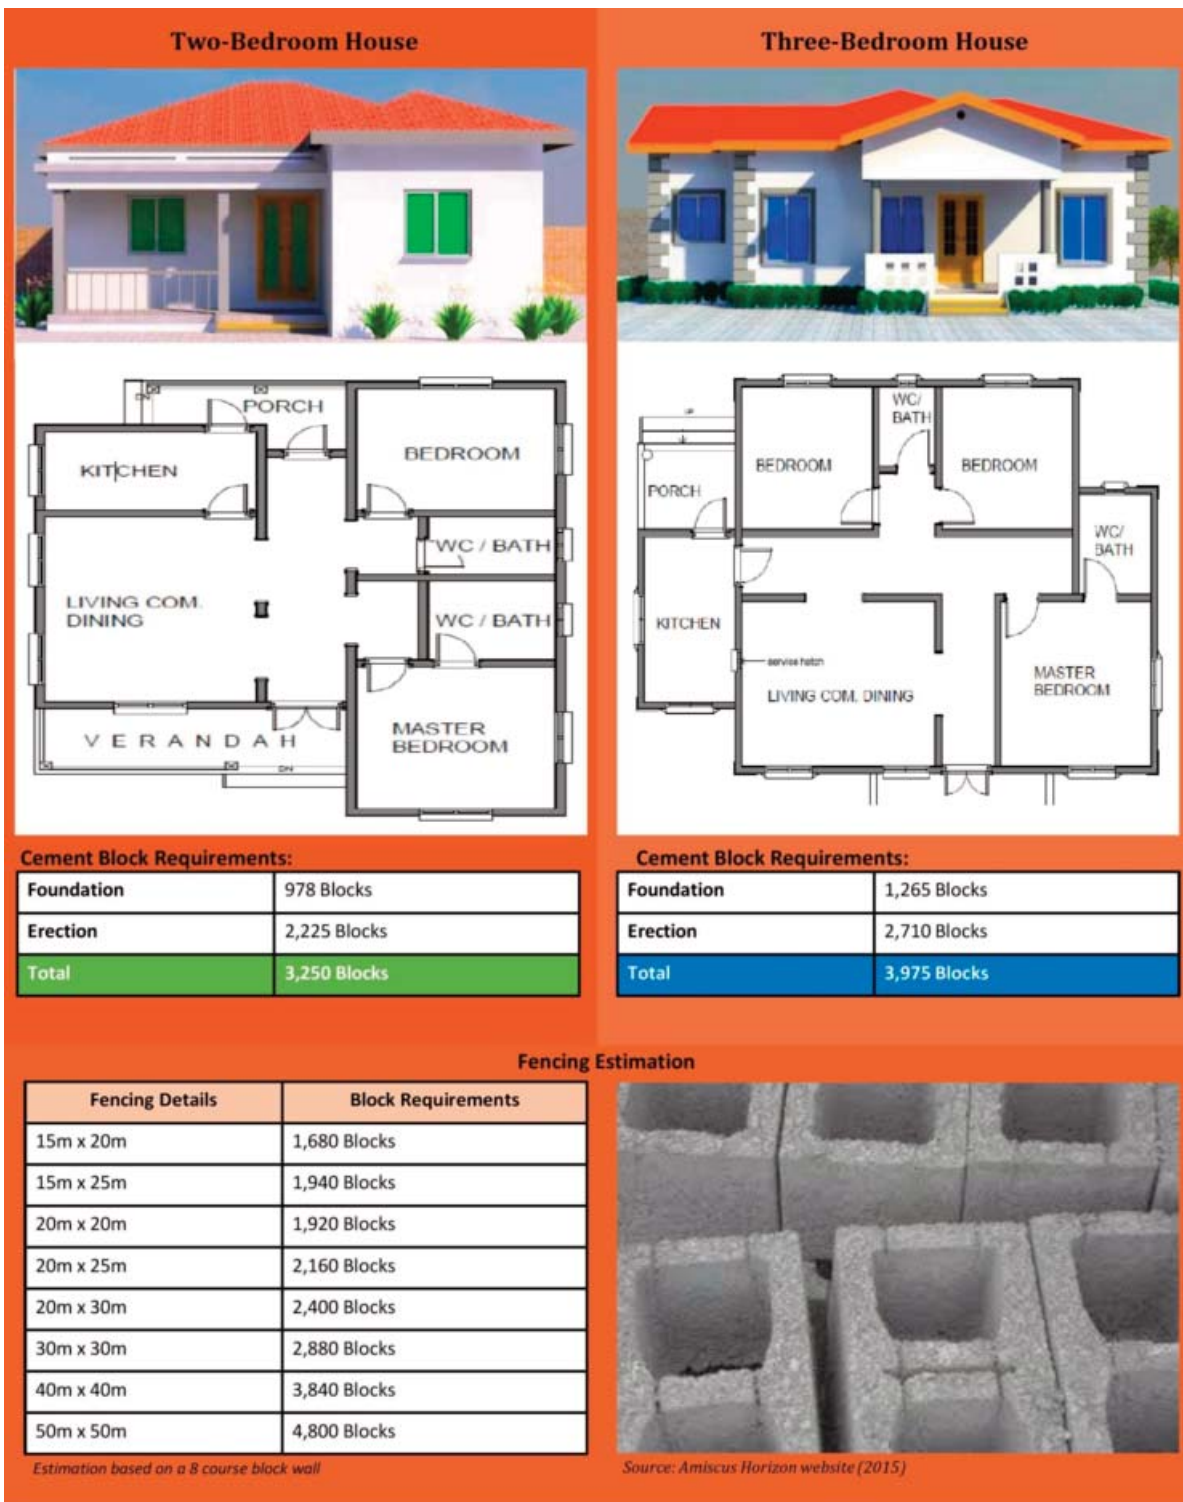 Two-Bedroom House
Three-Bedroom House
PORCH
KITCHEN
BEDROOM
WC / BATH
LIVING COM.
DINING
WC / BATH
MASTER
BEDROOM
VERANDAH
DN
WC/
BATH
BEDROOM
BEDROOM
PORCH
WC/
BATH
KITCHEN
service hatch
MASTER
BEDROOM
LIVING COM. DINING
Cement Block Requirements:
Foundation 978 Blocks
Erection 2,225 Blocks
Total 3,250 Blocks
Cement Block Requirements:
Foundation 1,265 Blocks
Erection 2,710 Blocks
Total 3,975 Blocks
Fencing Estimation
Fencing Details Block Requirements
15m x 20m 1,680 Blocks
15m x 25m 1,940 Blocks
20m x 20m 1,920 Blocks
20m x 25m 2,160 Blocks
20m x 30m 2,400 Blocks
30m x 30m 2,880 Blocks
40m x 40m 3,840 Blocks
50m x 50m 4,800 Blocks
Estimation based on a 8 course block wall
Source: Amiscus Horizon website (2015)